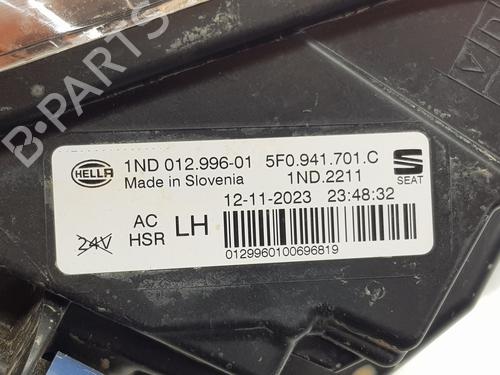 B-PARTS
HELLA
1ND 012.996-01 5F0.941.701.C
Made in Slovenia 1ND.2211
SEAT
12-11-2023 23:48:32
24V
AC
HSR LH
0129960100696819